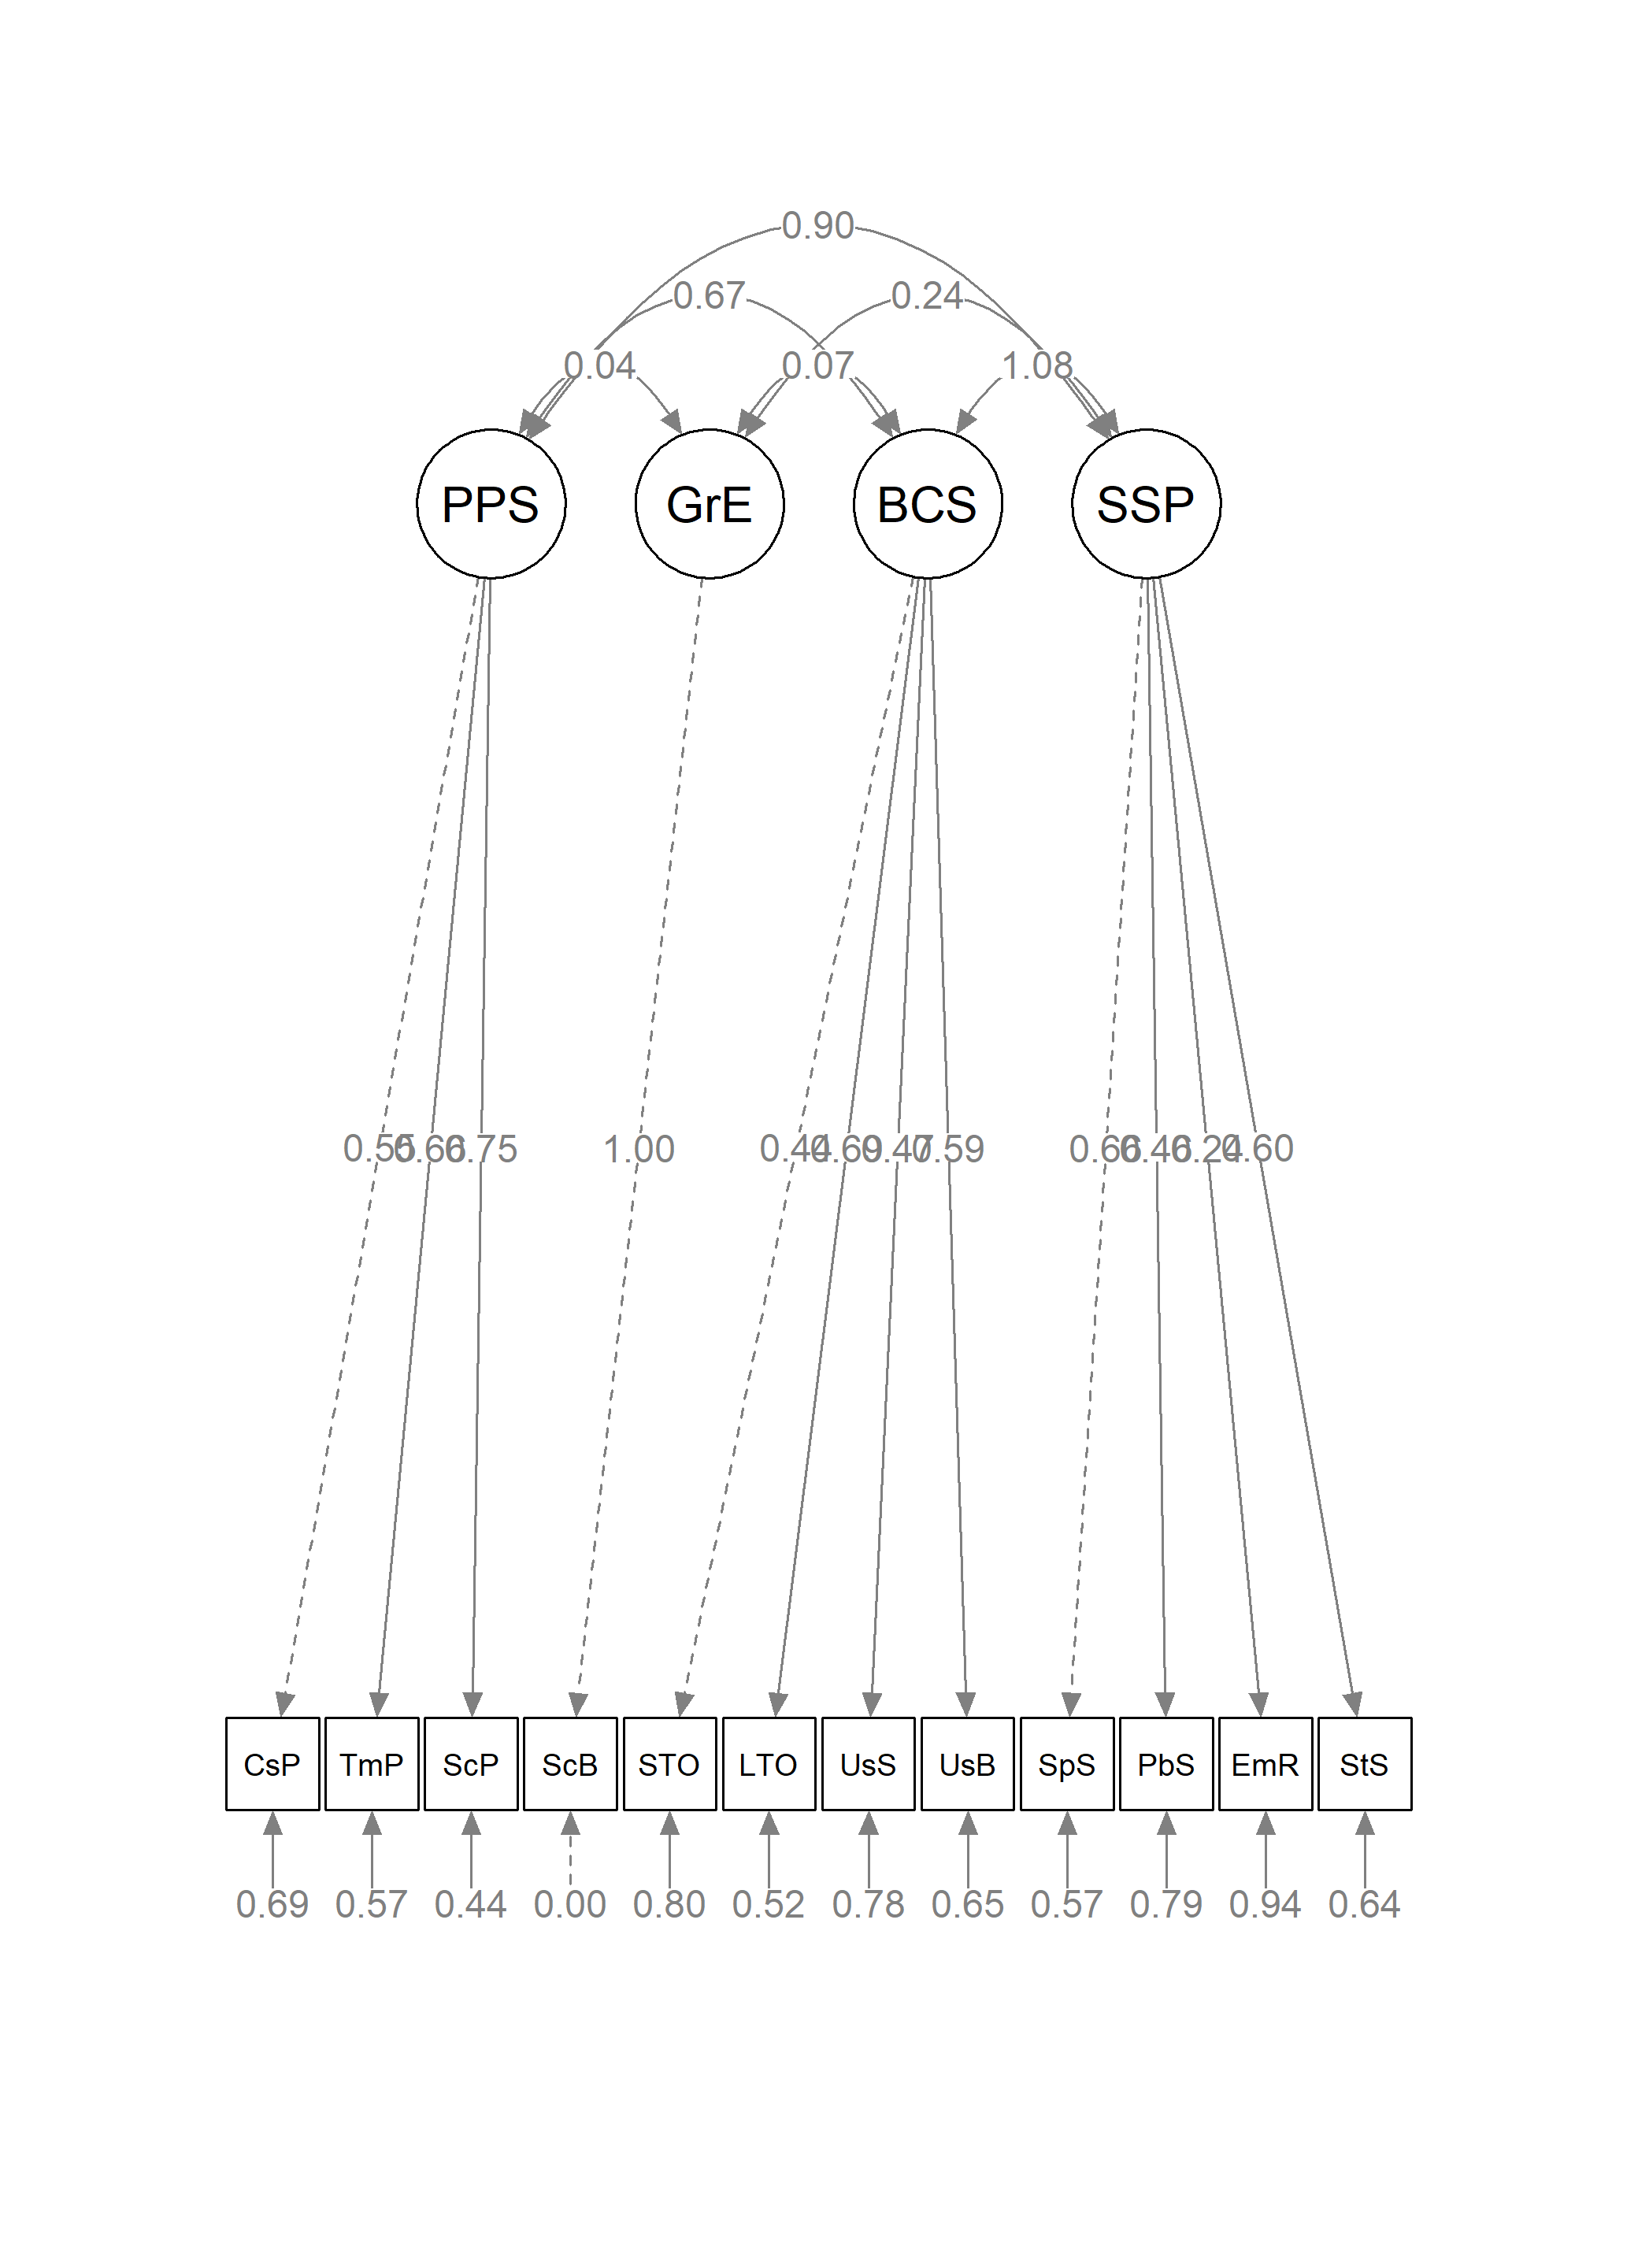 0.90
0.67 0.24
0.04 0.07 1.08
PPS GrE BCS SSP
0.55 0.66 0.75 1.00 0.44 0.69 0.47 0.59 0.66 0.46 0.24 0.60
CsP TmP ScP ScB STO LTO UsS UsB SpS PbS EmR StS
0.69 0.57 0.44 0.00 0.80 0.52 0.78 0.65 0.57 0.79 0.94 0.64